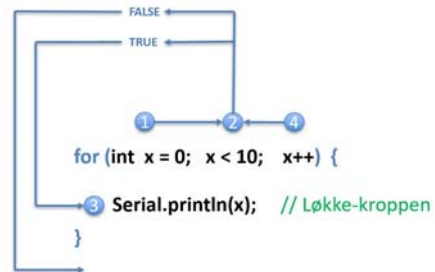 FALSE
TRUE
1 2 4
for (int x = 0; x < 10; x++) {
3 Serial.println(x); // Løkke-kroppen
}